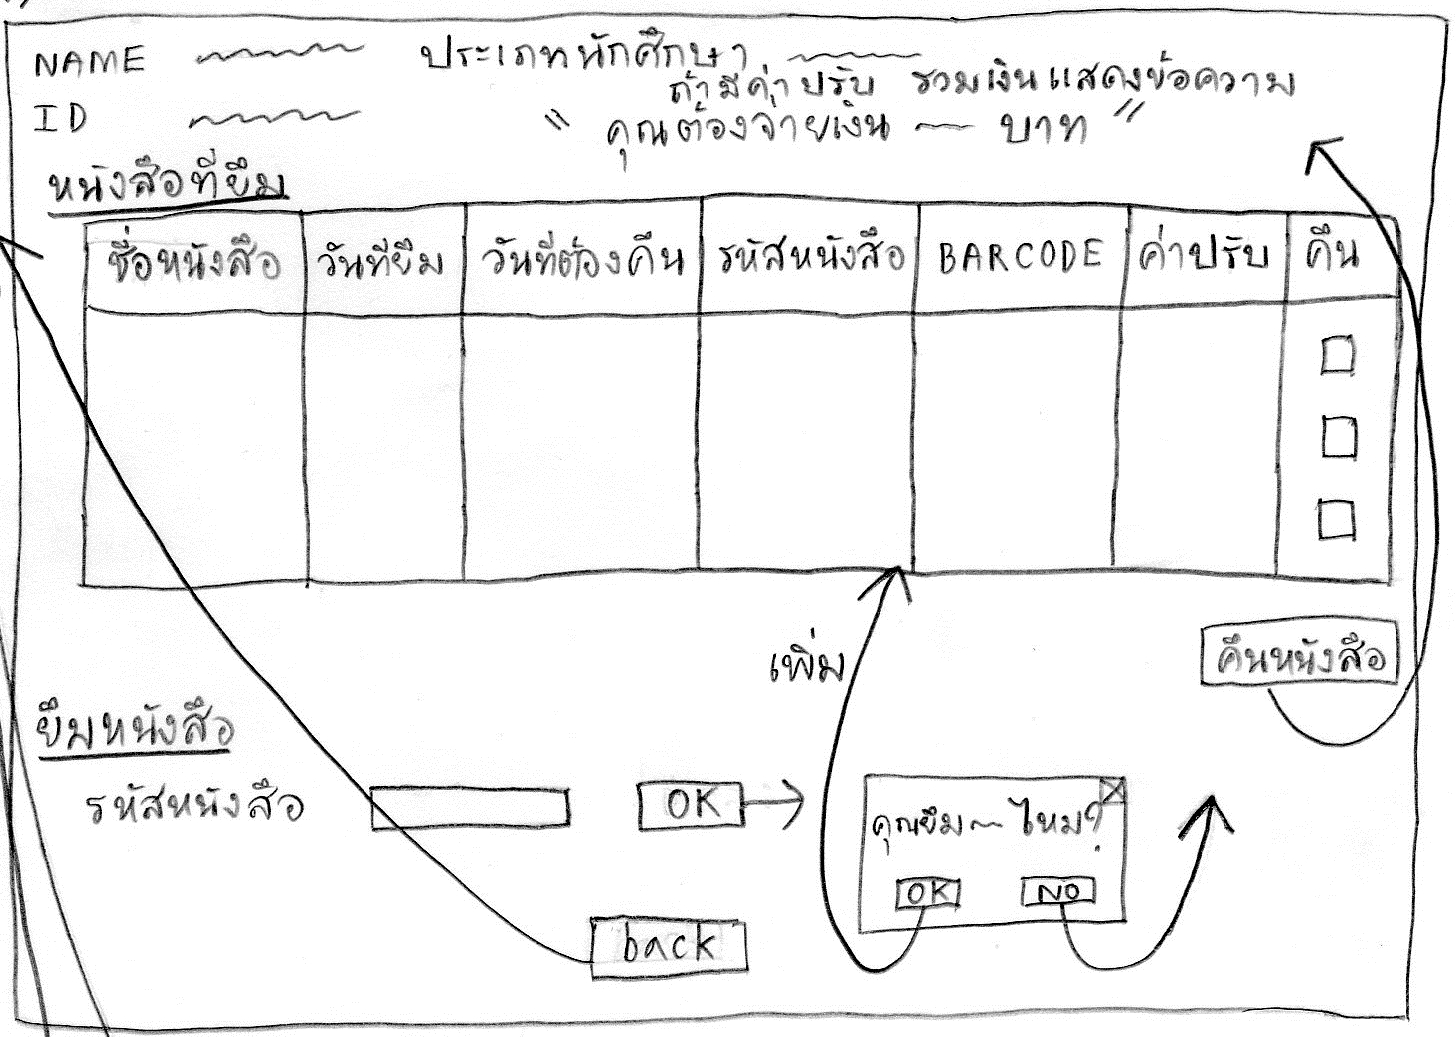 NAME ประเภทนักศึกษา
ถ้ามีค่าปรับ รวมเงินแสดงข้อความ
ID " คุณต้องจ่ายเงิน ~ บาท "
หนังสือที่ยืม
ชื่อหนังสือ วันที่ยืม วันที่ต้องคืน รหัสหนังสือ BARCODE ค่าปรับ คืน
เพิ่ม
คืนหนังสือ
ยืมหนังสือ
รหัสหนังสือ OK
คุณยืม ~ ไหม?
OK NO
back